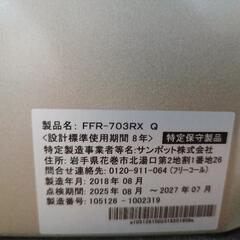 製品名：FFR-703RX Q
<設計標準使用期間 8年> 特定保守製品
特定製造事業者等名：サンポット株式会社
住所：岩手県花巻市北湯口第2地割1番地26
問合せ連絡先：0120-911-064（フリーコール）
製造年月：2018年08月
点検期間：2025年08月 ～ 2027年07月
製造番号：105126-1002319